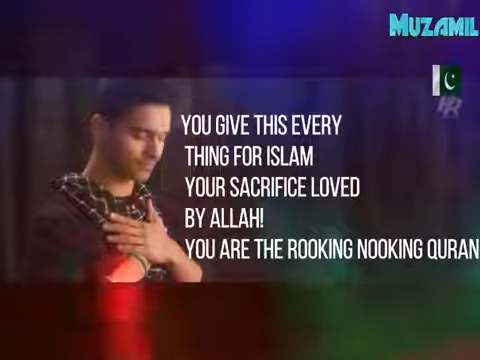 MUZAMIL
HR
YOU GIVE THIS EVERY
THING FOR ISLAM
YOUR SACRIFICE LOVED
BY ALLAH!
YOU ARE THE ROOKING NOOKING QURAN